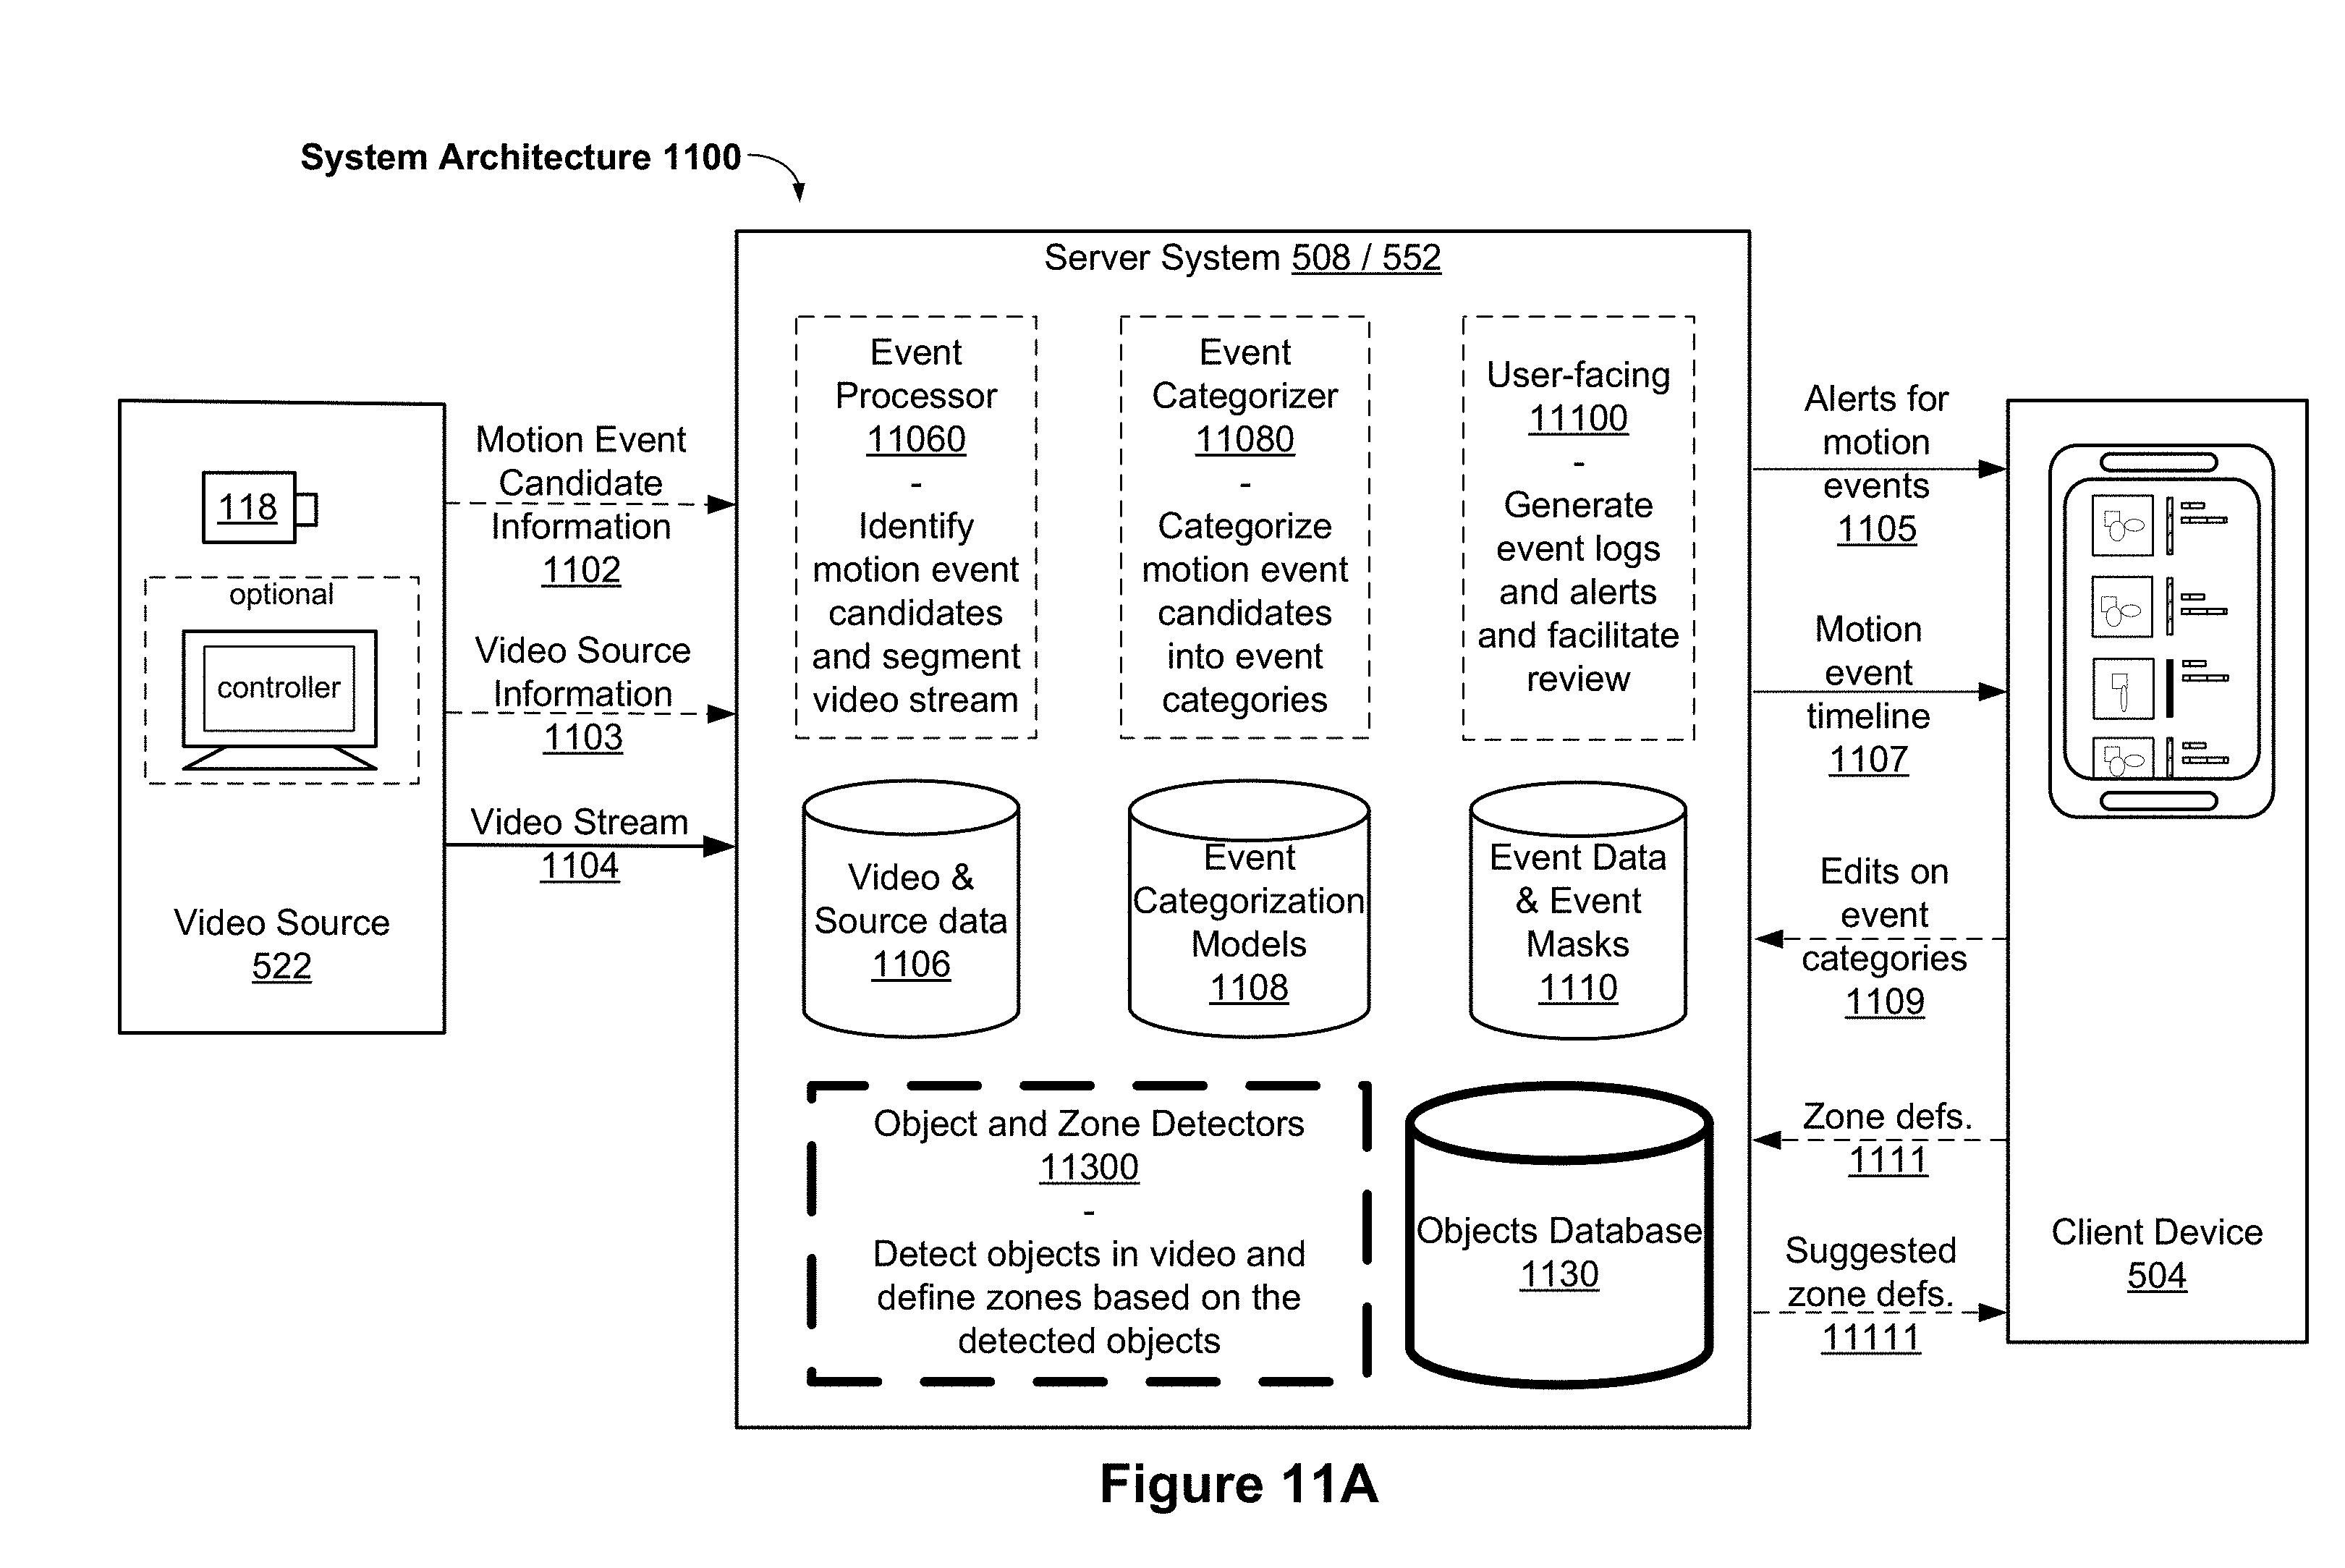 System Architecture 1100
Server System 508 / 552
118
optional
controller
Video Source
522
Motion Event
Candidate
Information
1102
Video Source
Information
1103
Video Stream
1104
Event
Processor
11060
-
Identify
motion event
candidates
and segment
video stream
Event
Categorizer
11080
-
Categorize
motion event
candidates
into event
categories
User-facing
11100
-
Generate
event logs
and alerts
and facilitate
review
Video &
Source data
1106
Event
Categorization
Models
1108
Event Data
& Event
Masks
1110
Object and Zone Detectors
11300
-
Detect objects in video and
define zones based on the
detected objects
Objects Database
1130
Alerts for
motion
events
1105
Motion
event
timeline
1107
Edits on
event
categories
1109
Zone defs.
1111
Suggested
zone defs.
11111
Client Device
504
Figure 11A